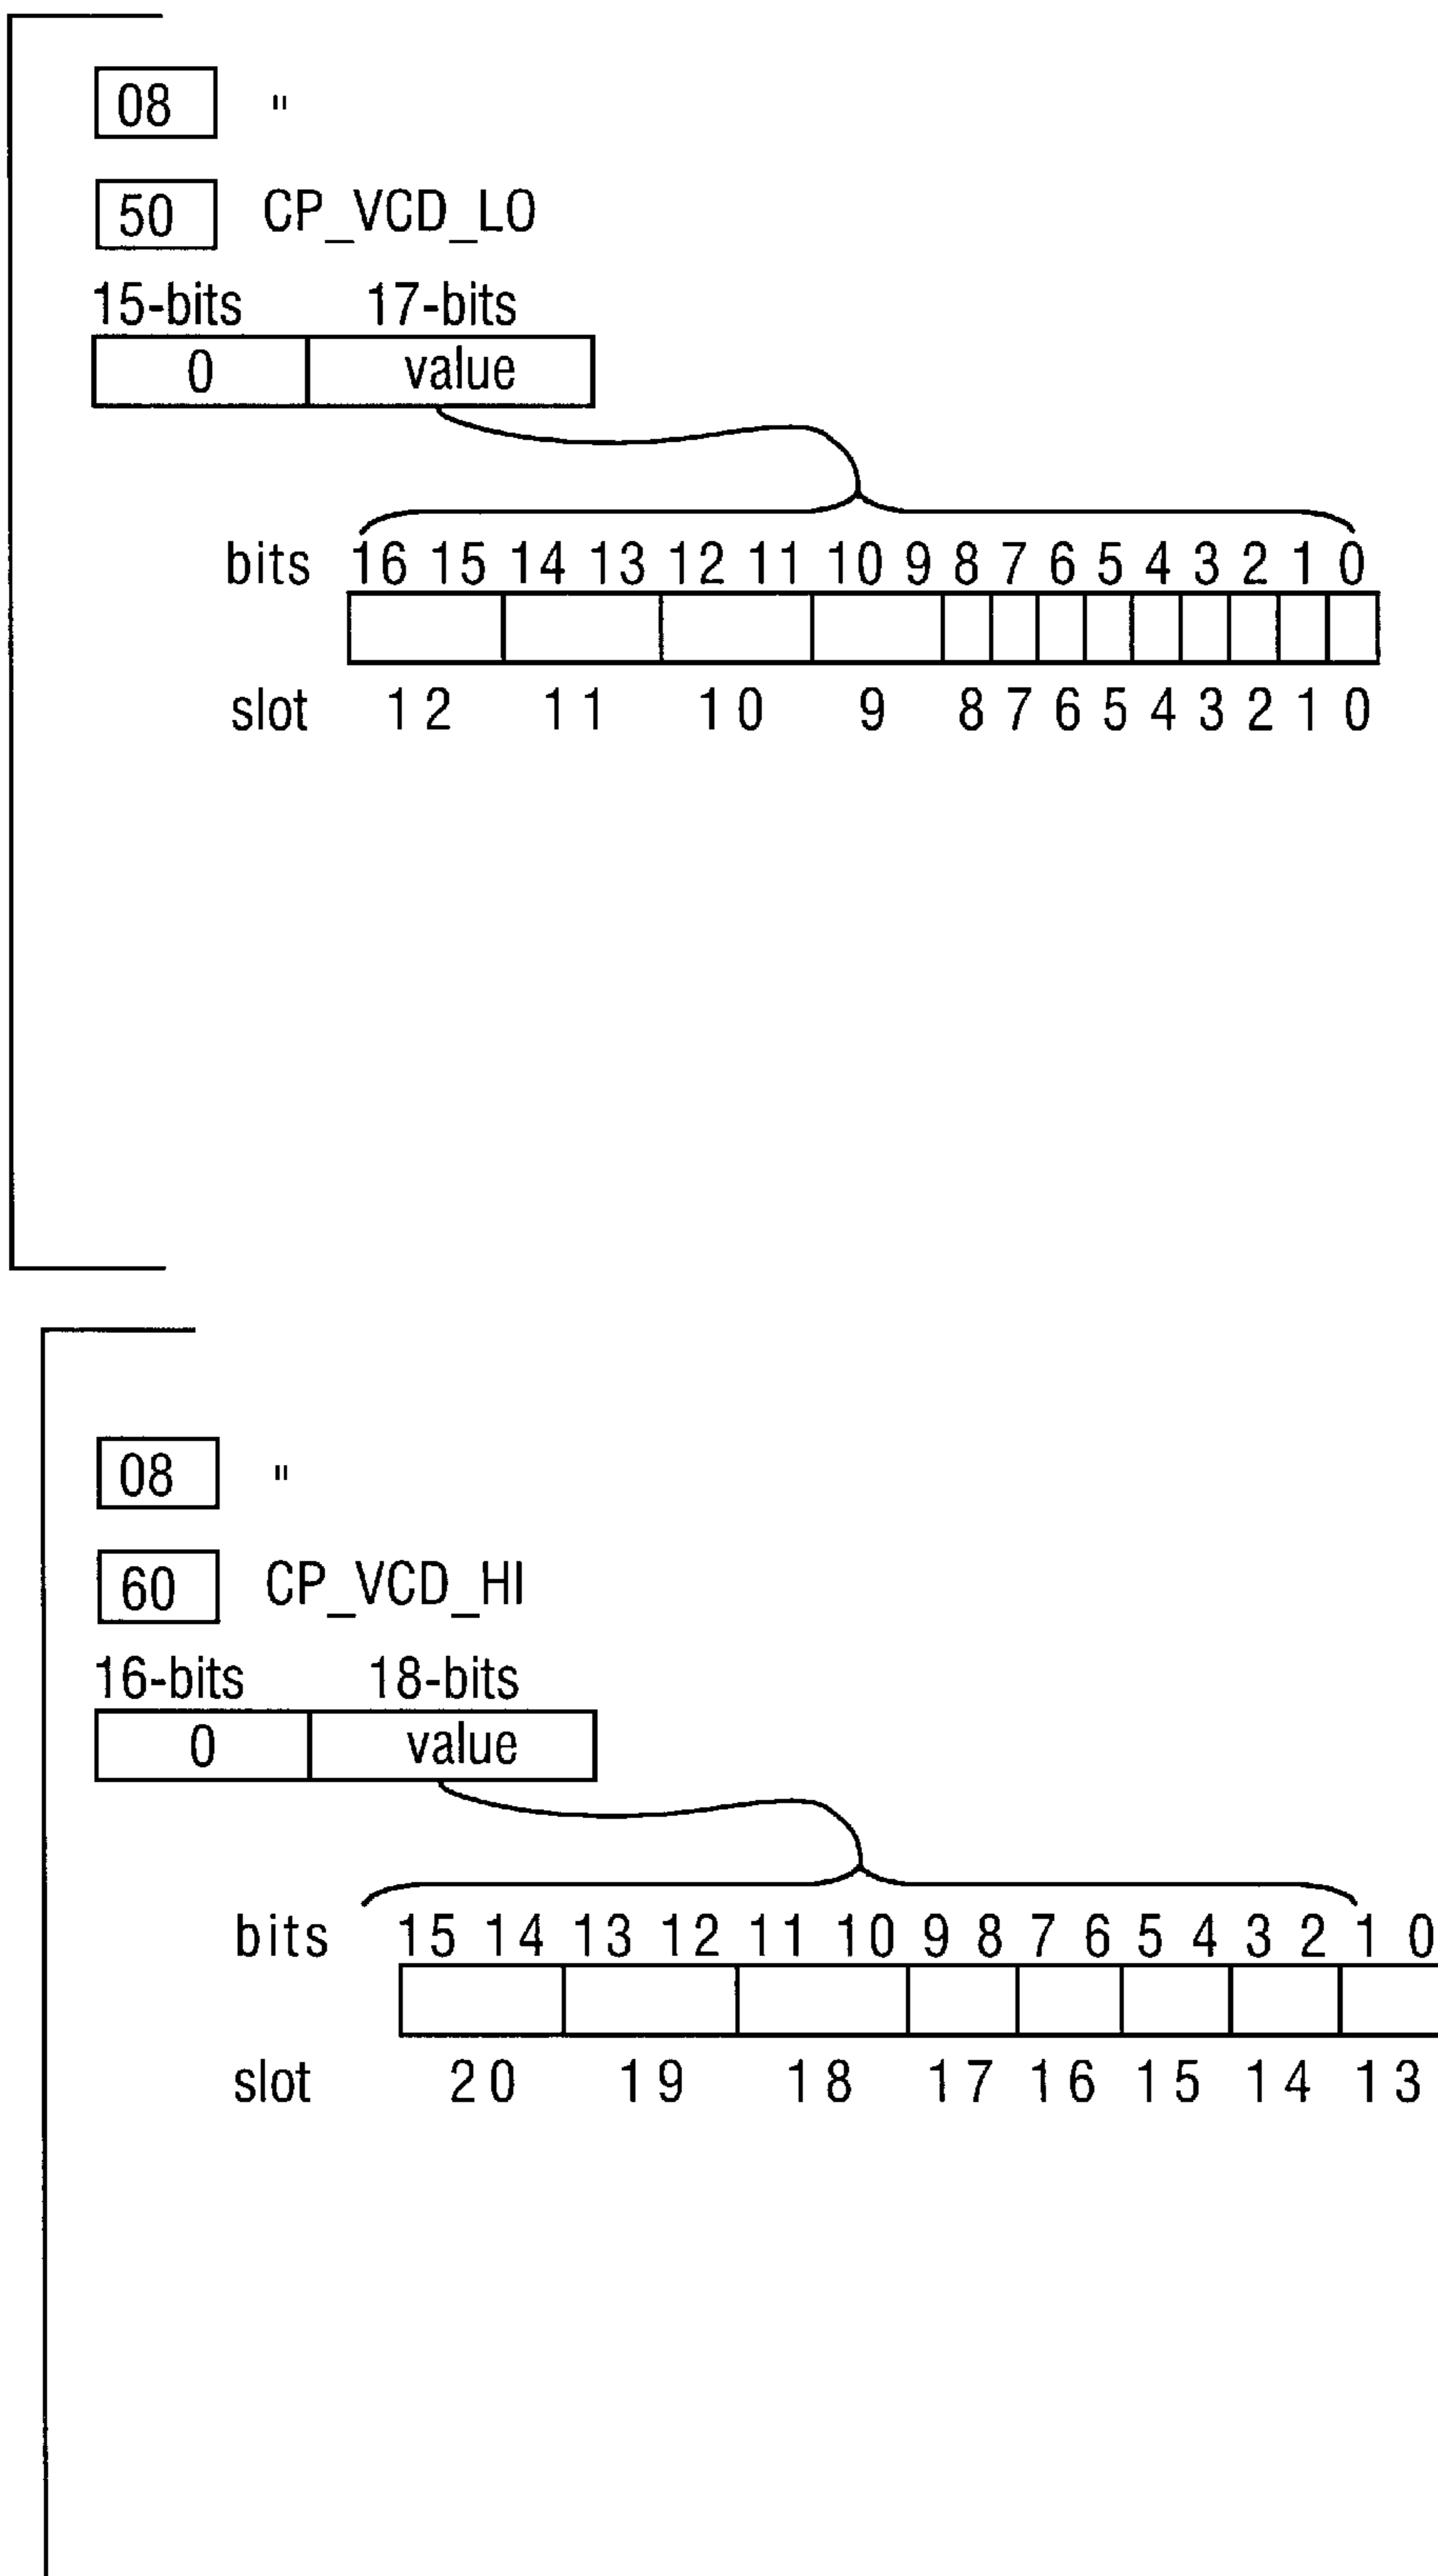 08 "
50 CP_VCD_LO
15-bits 17-bits
0 value
bits 16 15 14 13 12 11 10 9 8 7 6 5 4 3 2 1 0
slot 12 11 10 9 8 7 6 5 4 3 2 1 0
08 "
60 CP_VCD_HI
16-bits 18-bits
0 value
bits 15 14 13 12 11 10 9 8 7 6 5 4 3 2 1 0
slot 20 19 18 17 16 15 14 13